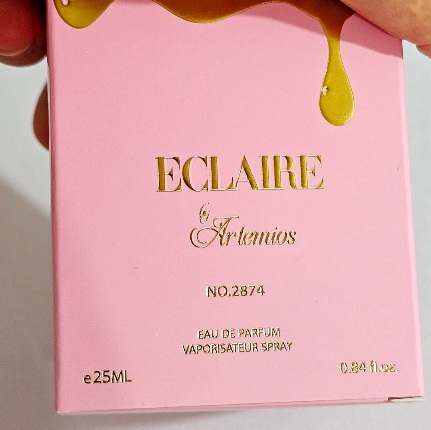 ECLAIRE
by
Artemios
NO.2874
EAU DE PARFUM
VAPORISATEUR SPRAY
e25ML
0.84 fl.oz.